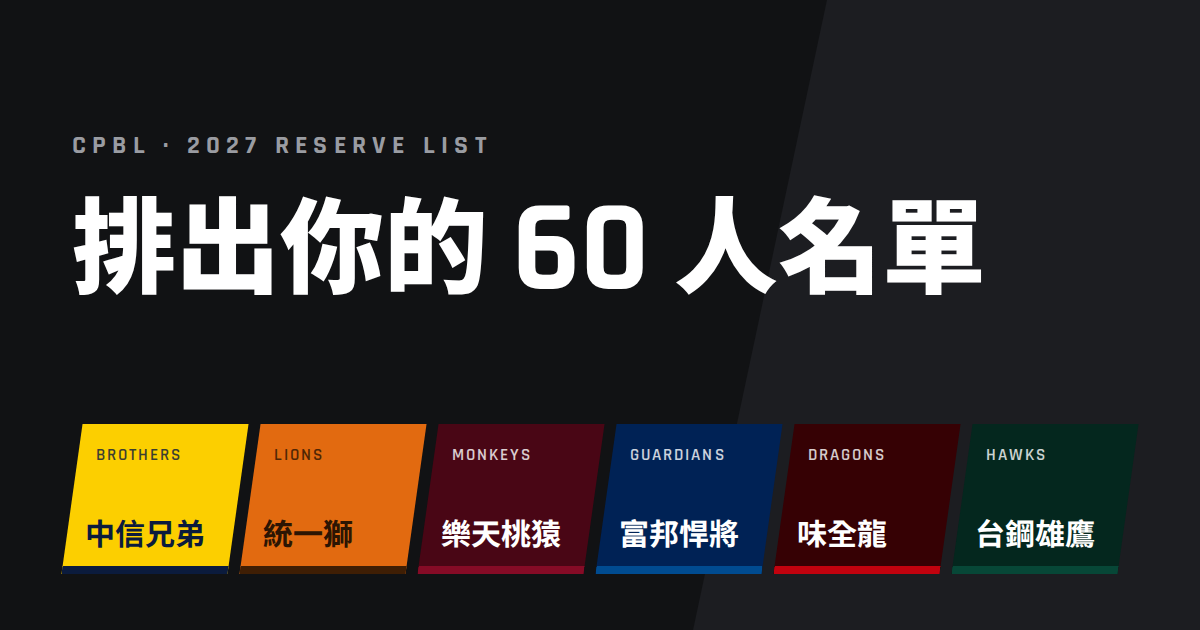 CPBL · 2027 RESERVE LIST
排出你的 60 人名單
BROTHERS
中信兄弟
LIONS
統一獅
MONKEYS
樂天桃猿
GUARDIANS
富邦悍將
DRAGONS
味全龍
HAWKS
台鋼雄鷹